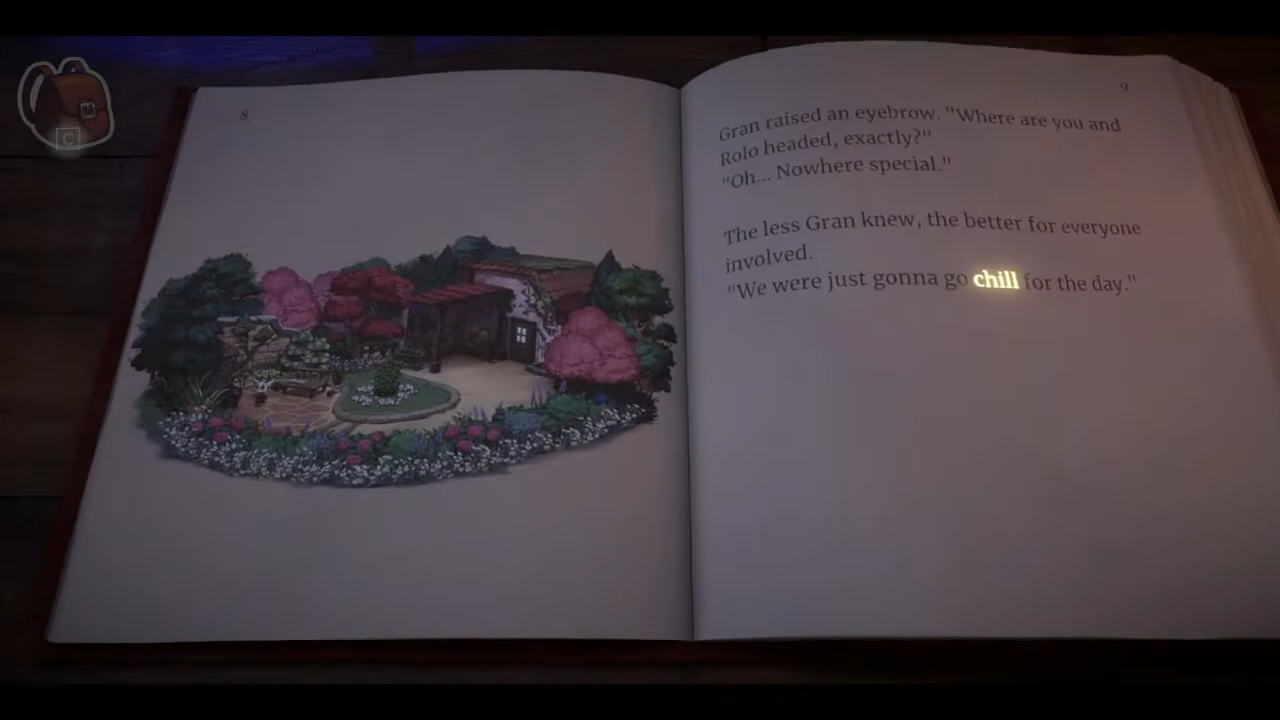 C
8
9
Gran raised an eyebrow. "Where are you and
Rolo headed, exactly?"
"Oh... Nowhere special."
The less Gran knew, the better for everyone
involved.
"We were just gonna go chill for the day."